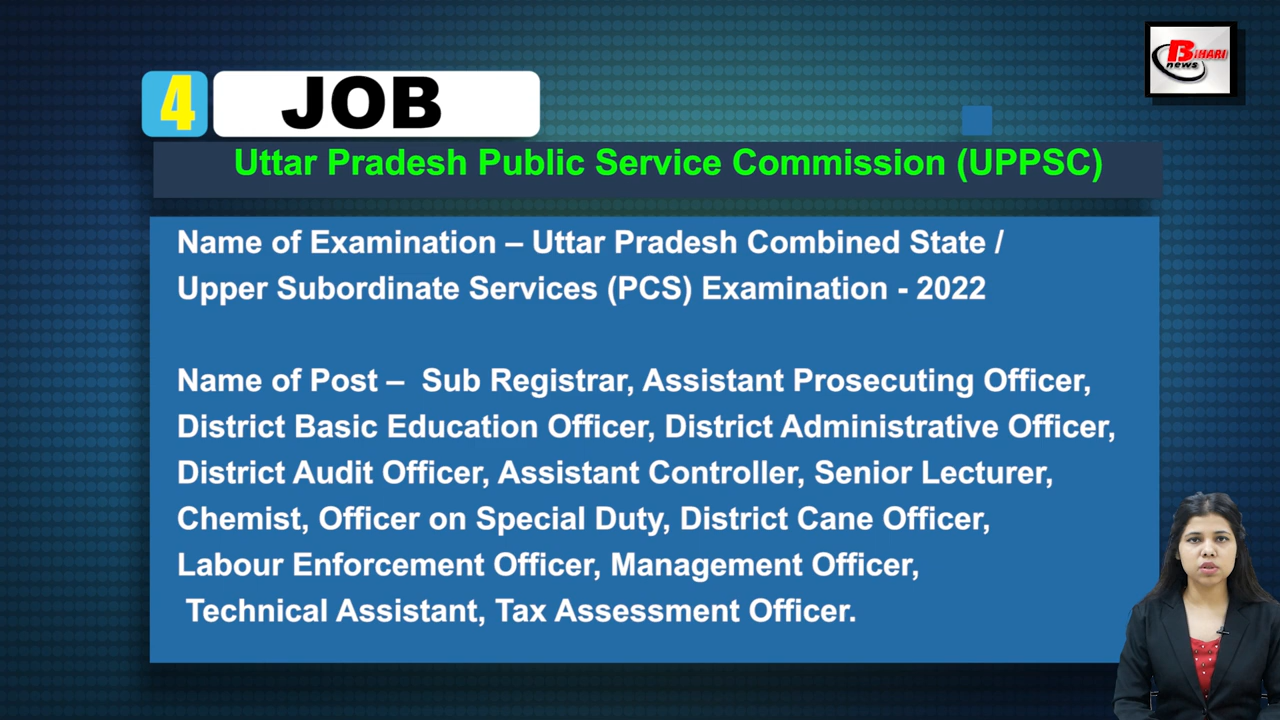 BIHARI
news
4 JOB
Uttar Pradesh Public Service Commission (UPPSC)
Name of Examination – Uttar Pradesh Combined State /
Upper Subordinate Services (PCS) Examination - 2022
Name of Post – Sub Registrar, Assistant Prosecuting Officer,
District Basic Education Officer, District Administrative Officer,
District Audit Officer, Assistant Controller, Senior Lecturer,
Chemist, Officer on Special Duty, District Cane Officer,
Labour Enforcement Officer, Management Officer,
Technical Assistant, Tax Assessment Officer.